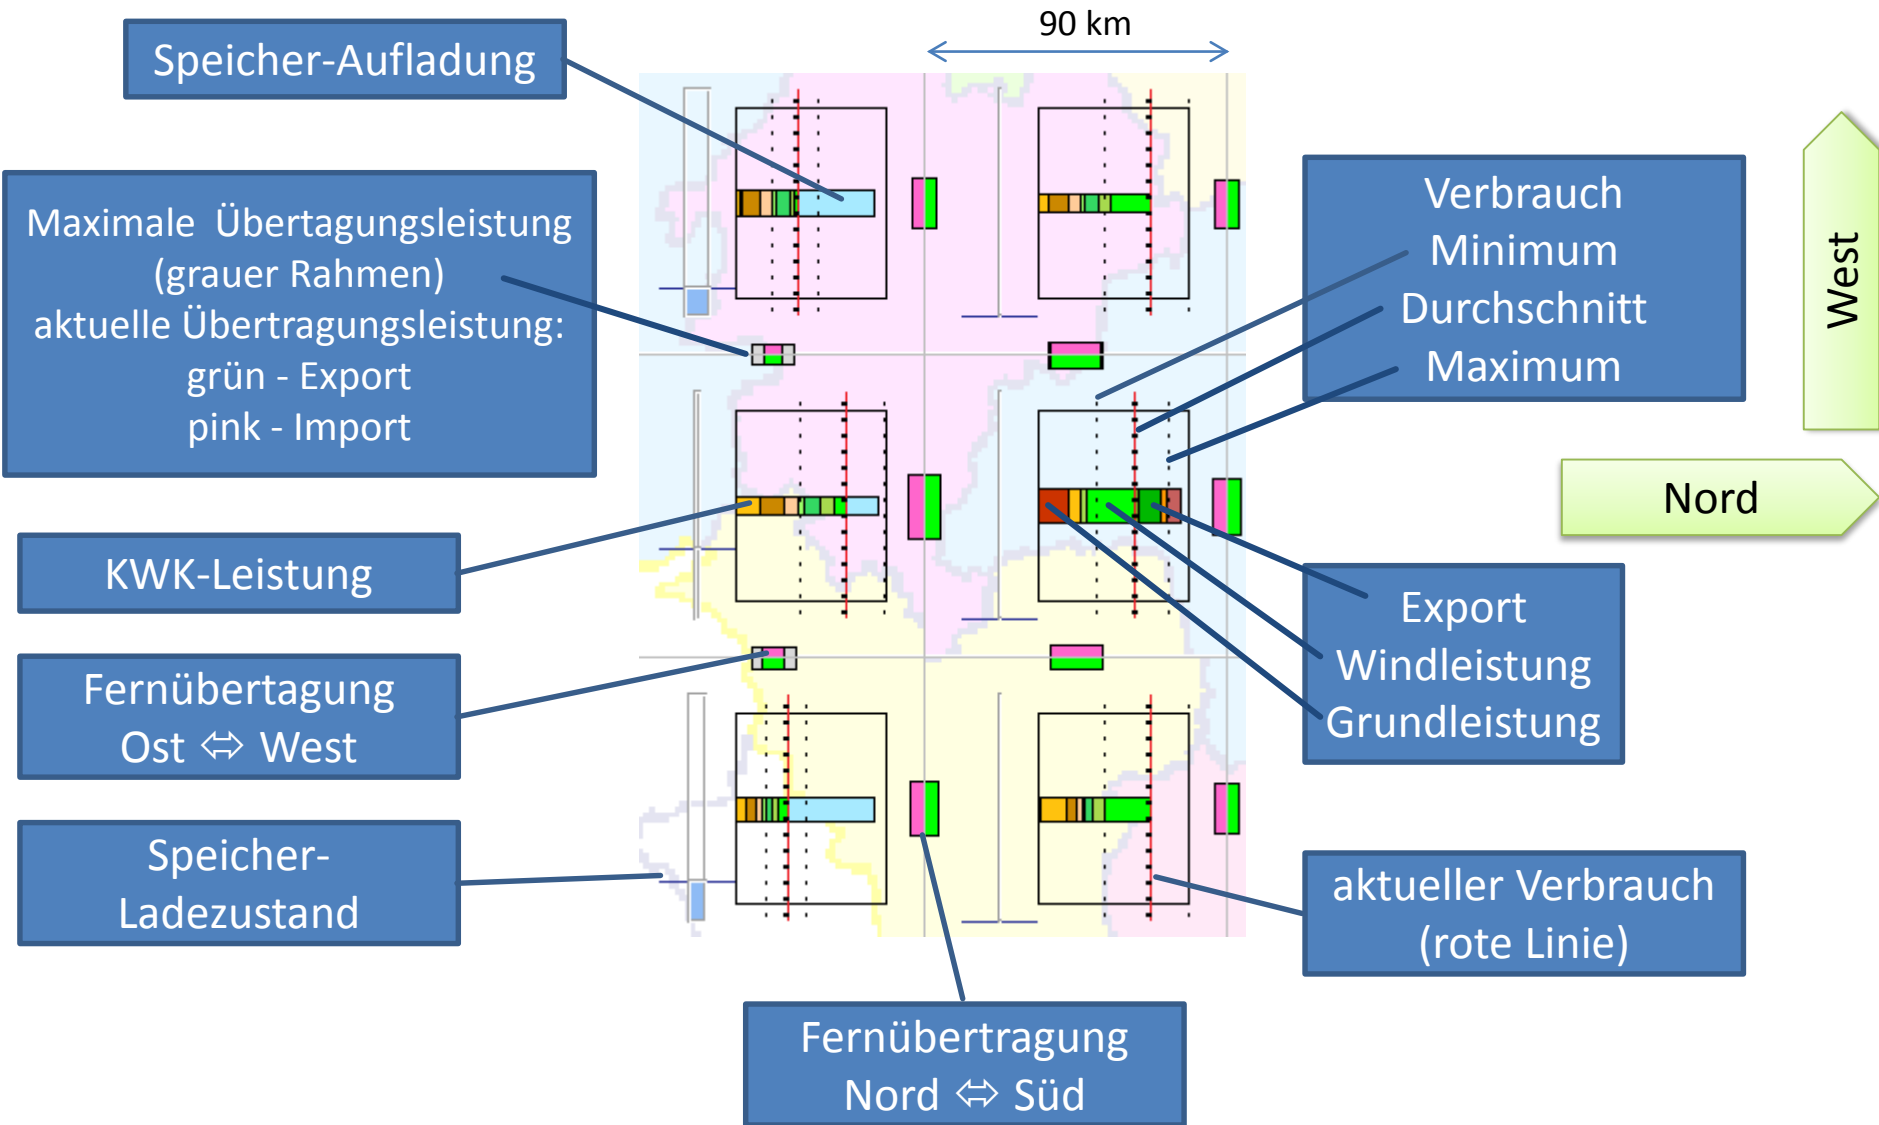 90 km
Speicher-Aufladung
Maximale Übertagungsleistung
(grauer Rahmen)
aktuelle Übertragungsleistung:
grün - Export
pink - Import
KWK-Leistung
Fernübertagung
Ost ⇔ West
Speicher-
Ladezustand
Verbrauch
Minimum
Durchschnitt
Maximum
West
Nord
Export
Windleistung
Grundleistung
aktueller Verbrauch
(rote Linie)
Fernübertragung
Nord ⇔ Süd